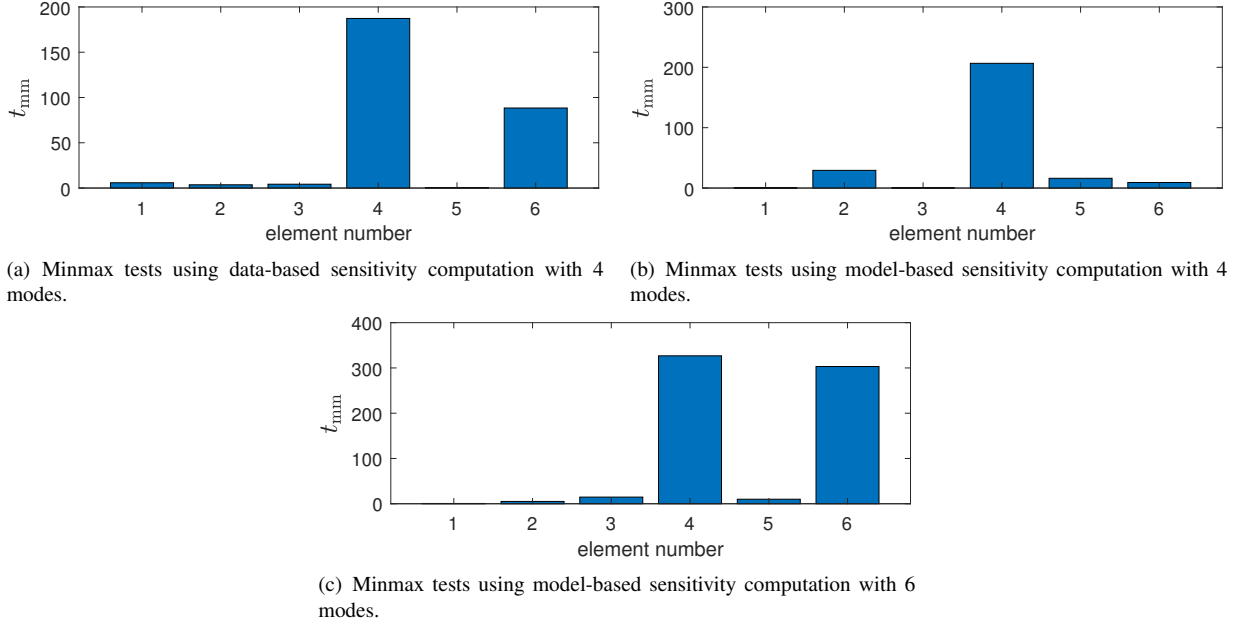 200
150
100
50
0
t_mm
1 2 3 4 5 6
element number
(a) Minmax tests using data-based sensitivity computation with 4
modes.
300
200
100
0
t_mm
1 2 3 4 5 6
element number
(b) Minmax tests using model-based sensitivity computation with 4
modes.
400
300
200
100
0
t_mm
1 2 3 4 5 6
element number
(c) Minmax tests using model-based sensitivity computation with 6
modes.